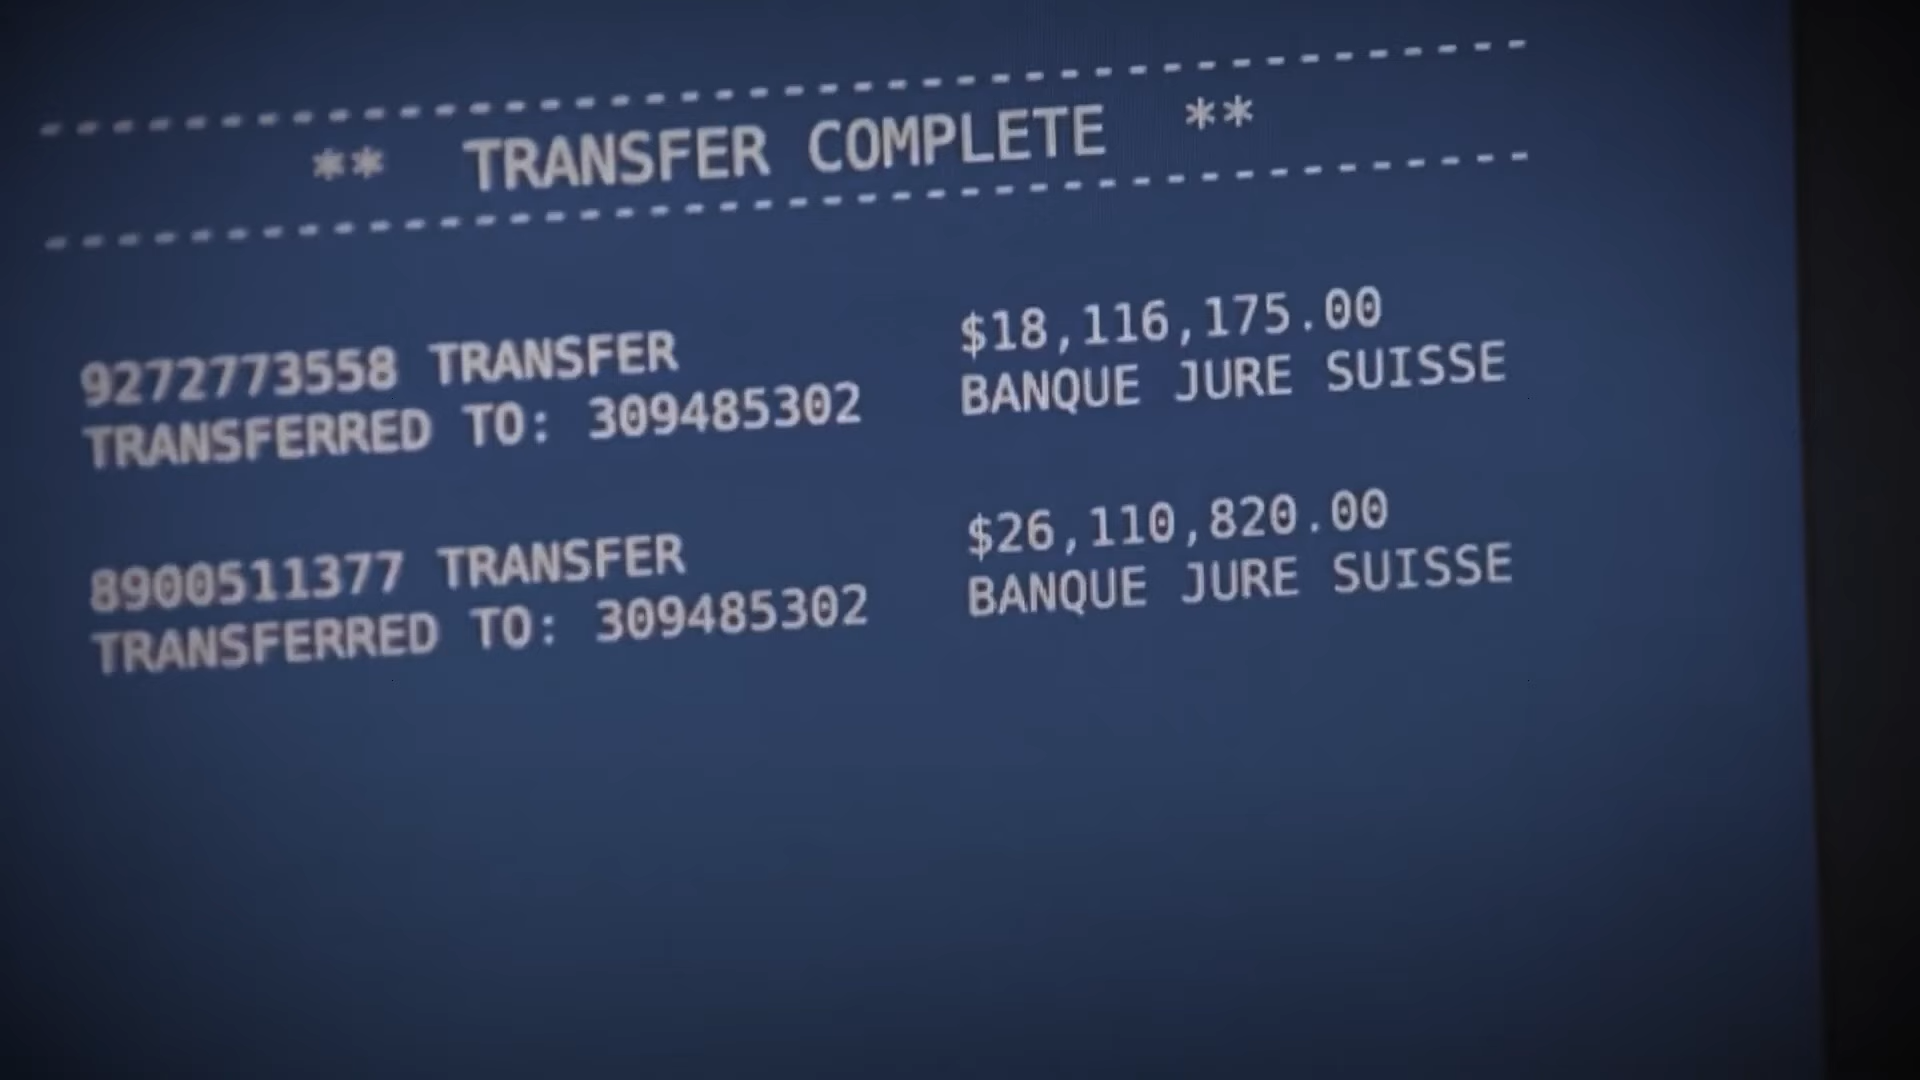 ------------------------------------------
** TRANSFER COMPLETE **
------------------------------------------
9272773558 TRANSFER $18,116,175.00
TRANSFERRED TO: 309485302 BANQUE JURE SUISSE
8900511377 TRANSFER $26,110,820.00
TRANSFERRED TO: 309485302 BANQUE JURE SUISSE